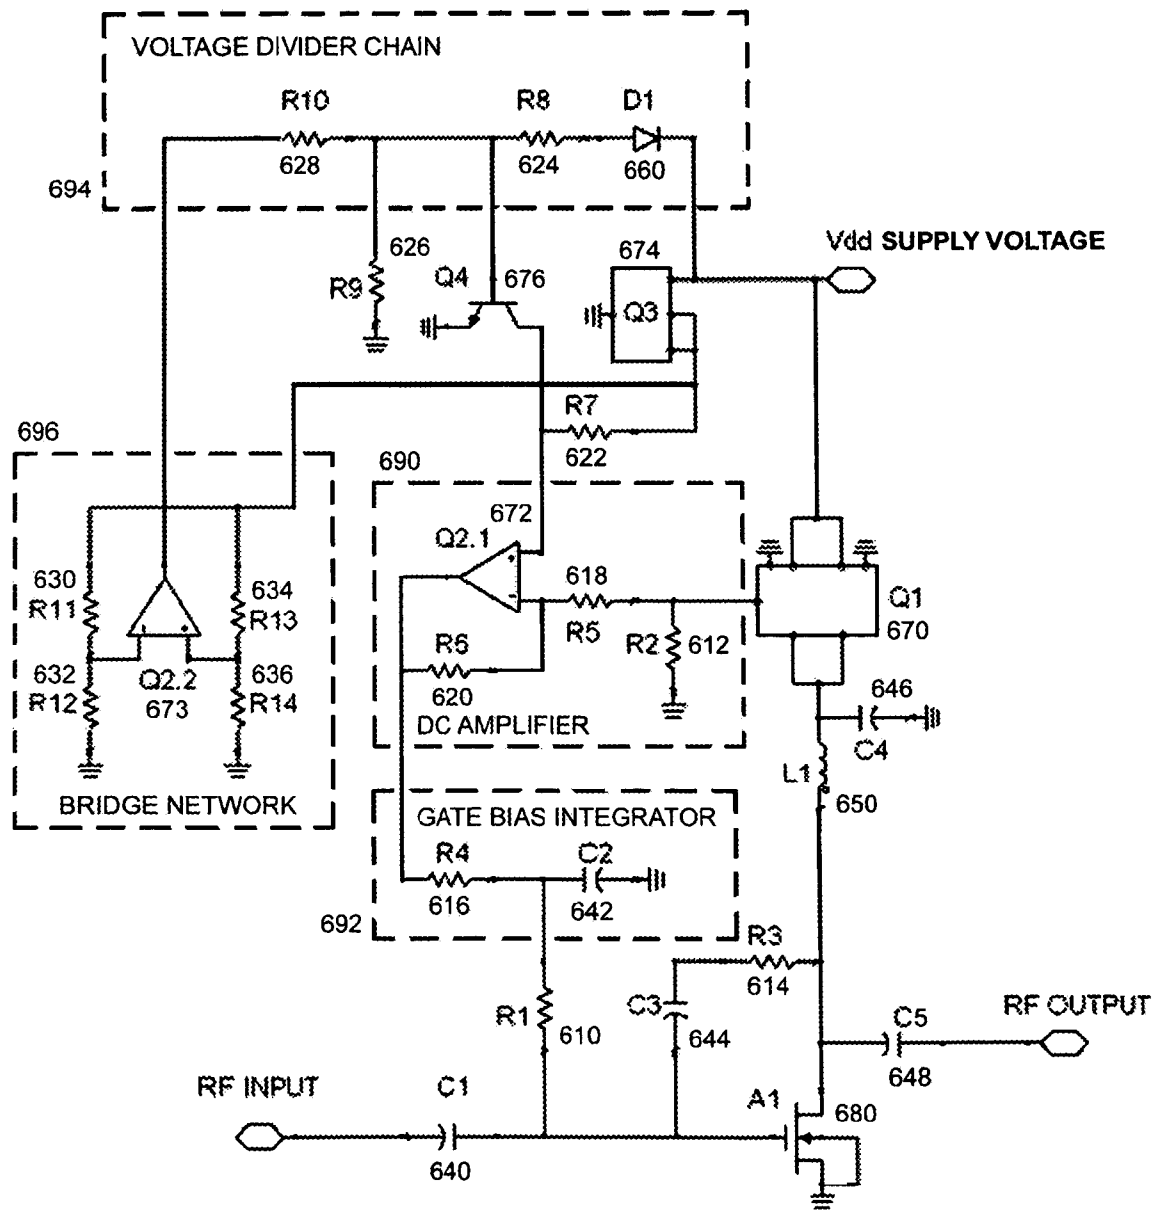 VOLTAGE DIVIDER CHAIN
R10
R8
D1
628
624
660
694
626
Q4
676
674
Vdd SUPPLY VOLTAGE
R9
Q3
R7
622
696
690
672
Q2.1
630
R11
634
R13
618
R5
Q1
670
R2
612
632
R12
Q2.2
673
636
R14
R6
620
646
C4
DC AMPLIFIER
L1
650
BRIDGE NETWORK
GATE BIAS INTEGRATOR
R4
616
C2
642
692
R3
614
R1
610
C3
644
C5
648
RF OUTPUT
RF INPUT
C1
640
A1
680
+
-
-
+